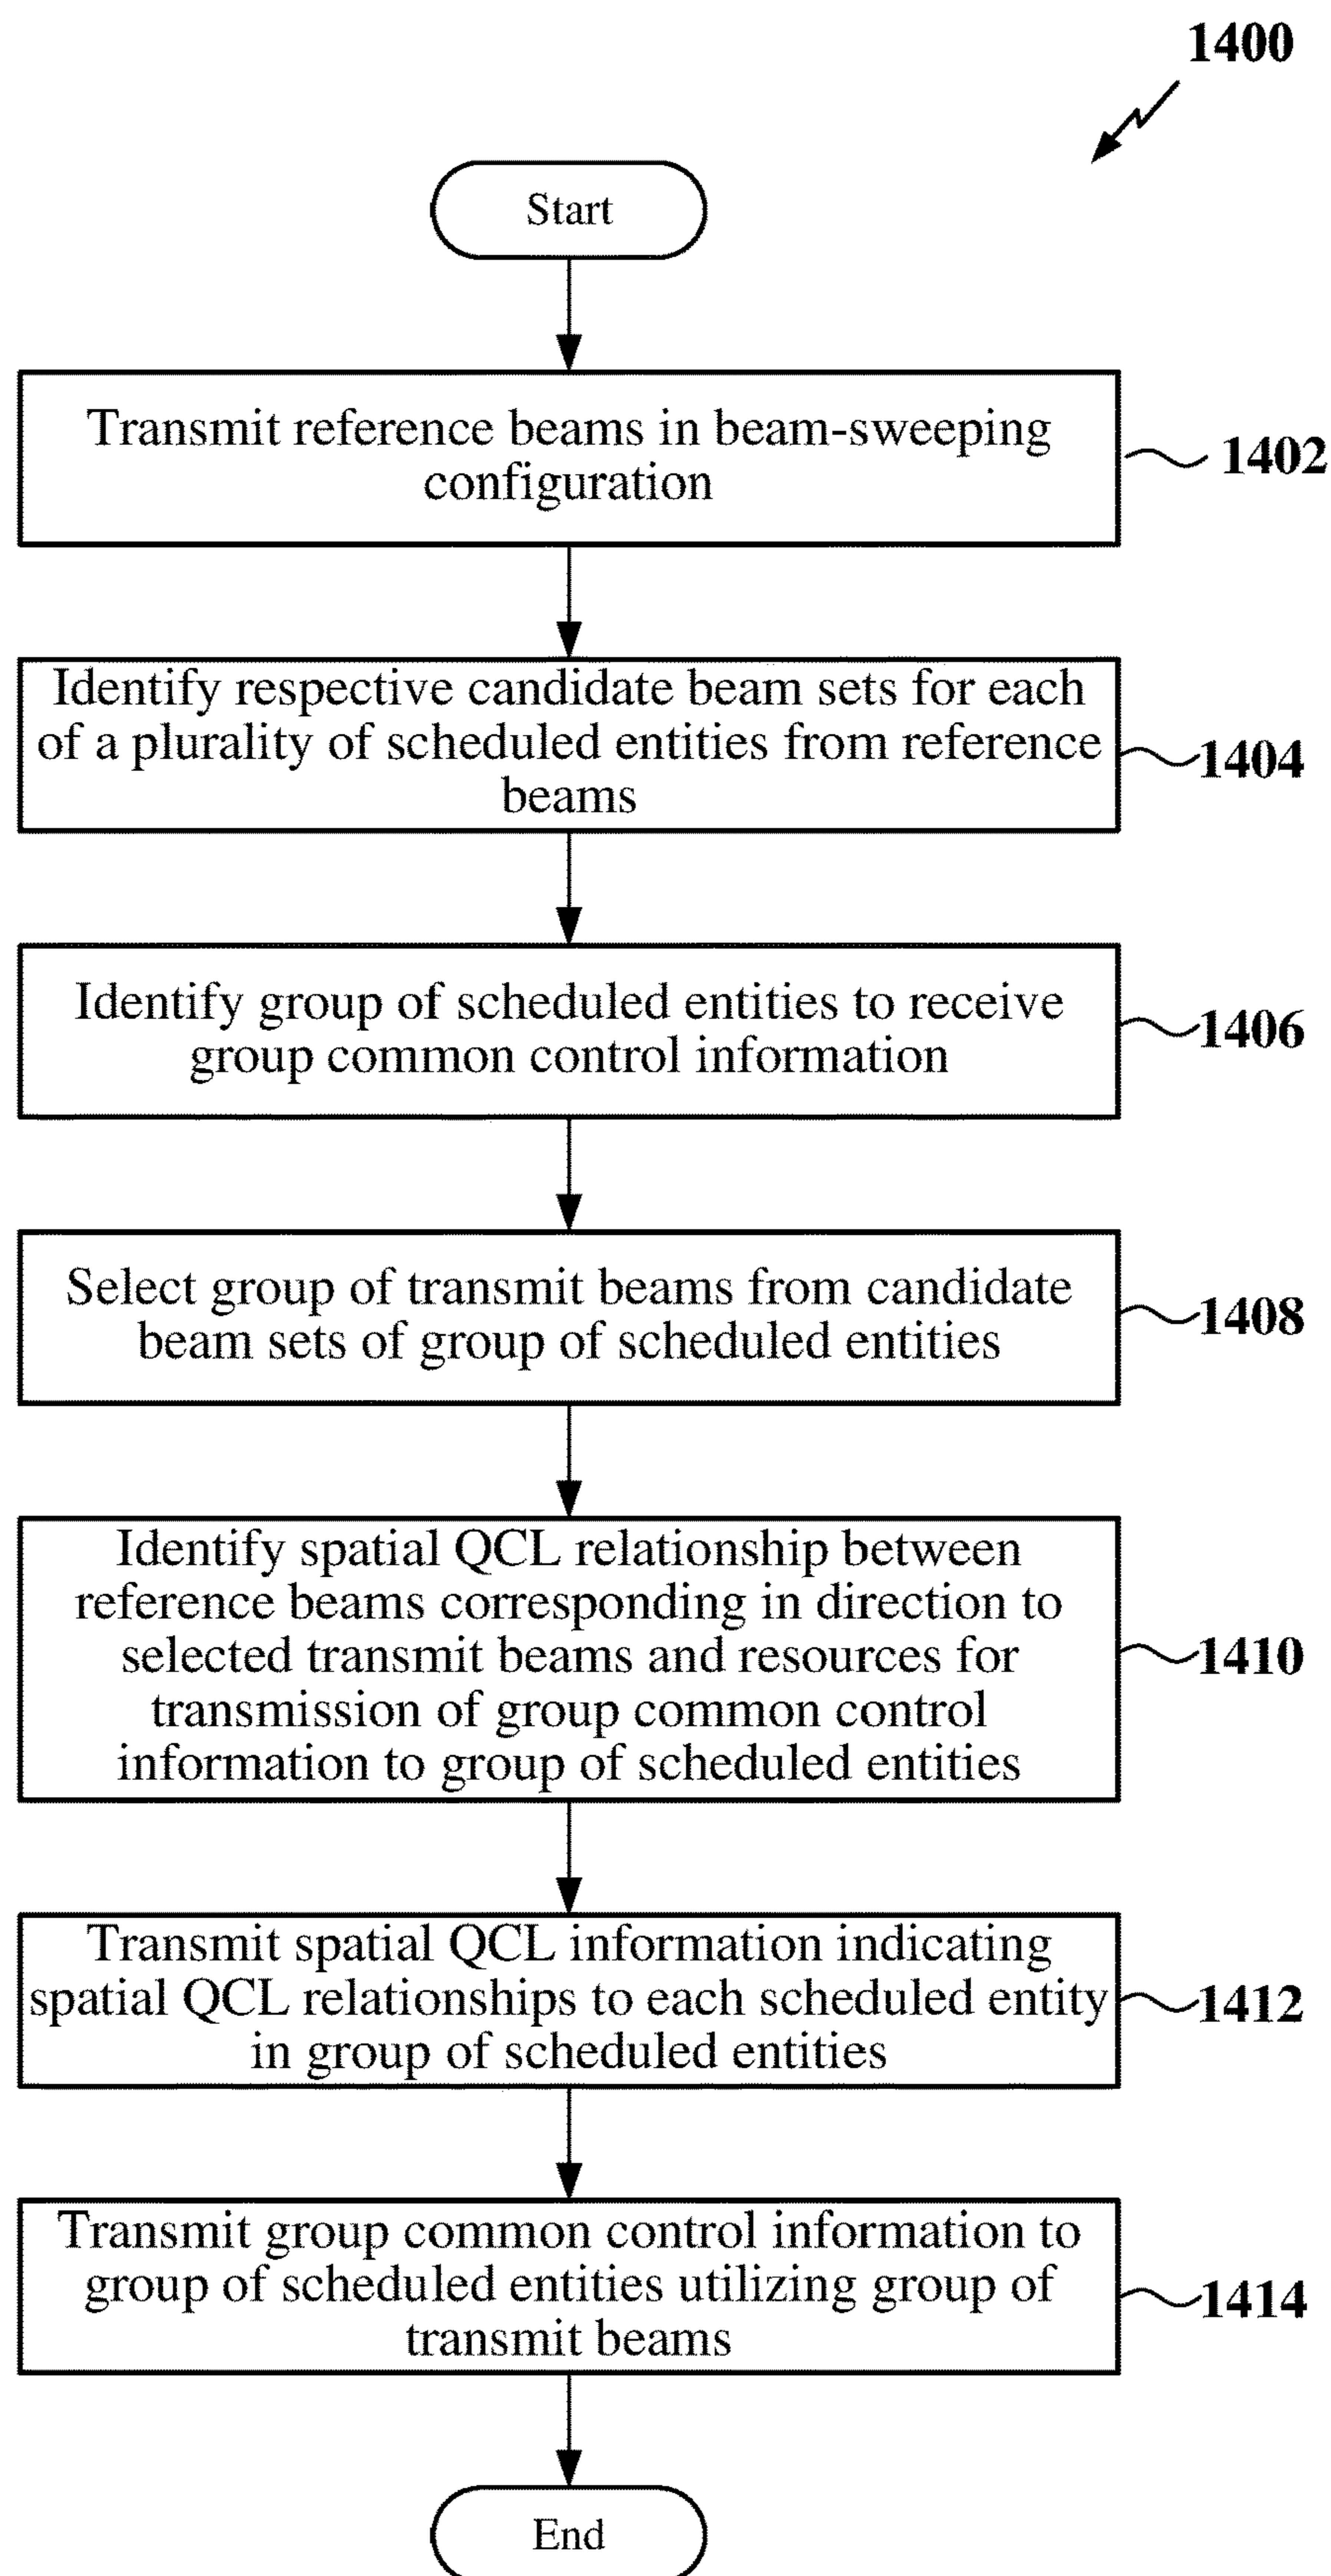 1400
Start
Transmit reference beams in beam-sweeping
configuration
1402
Identify respective candidate beam sets for each
of a plurality of scheduled entities from reference
beams
1404
Identify group of scheduled entities to receive
group common control information
1406
Select group of transmit beams from candidate
beam sets of group of scheduled entities
1408
Identify spatial QCL relationship between
reference beams corresponding in direction to
selected transmit beams and resources for
transmission of group common control
information to group of scheduled entities
1410
Transmit spatial QCL information indicating
spatial QCL relationships to each scheduled entity
in group of scheduled entities
1412
Transmit group common control information to
group of scheduled entities utilizing group of
transmit beams
1414
End